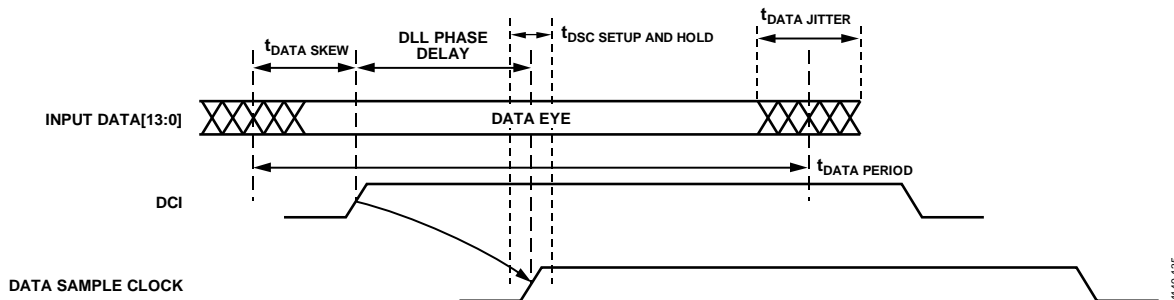 tDATA JITTER
DLL PHASE
DELAY
tDSC SETUP AND HOLD
tDATA SKEW
INPUT DATA[13:0]
DATA EYE
tDATA PERIOD
DCI
DATA SAMPLE CLOCK